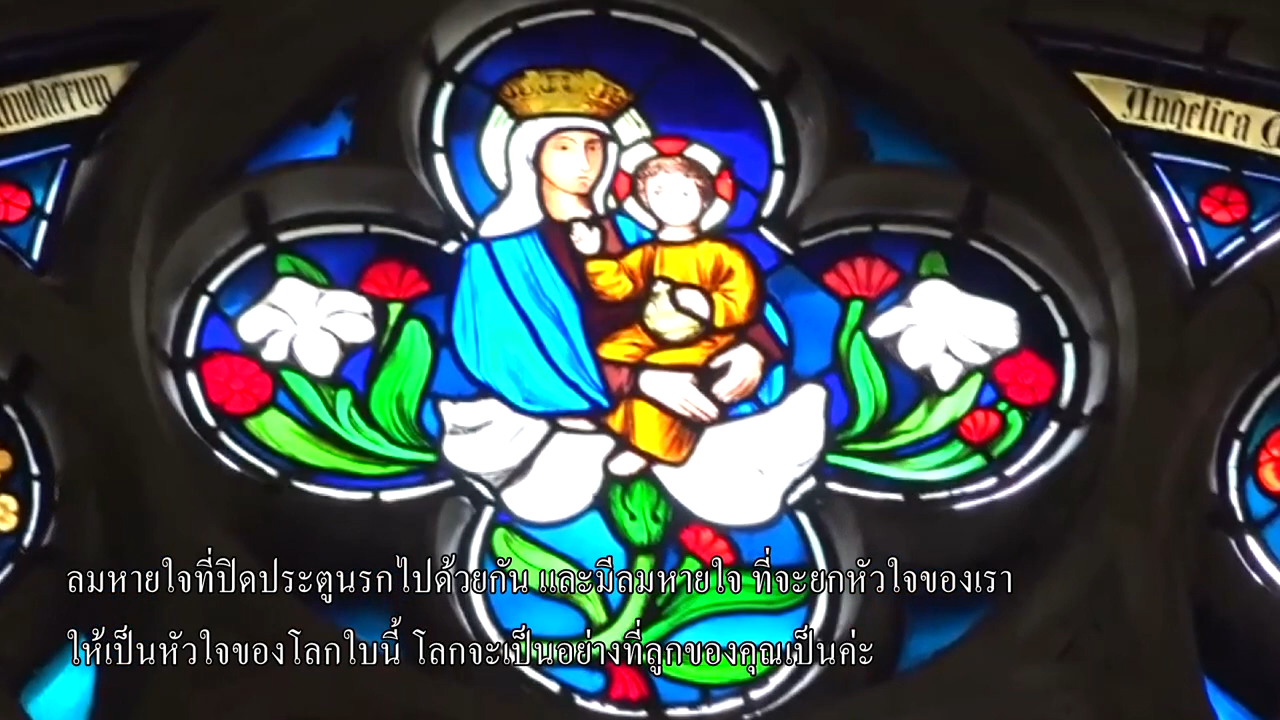 Angelica
ลมหายใจที่ปิดประตูนรกไปด้วยกัน และมีลมหายใจ ที่จะยกหัวใจของเรา
ให้เป็นหัวใจของโลกใบนี้ โลกจะเป็นอย่างที่ลูกของคุณเป็นค่ะ